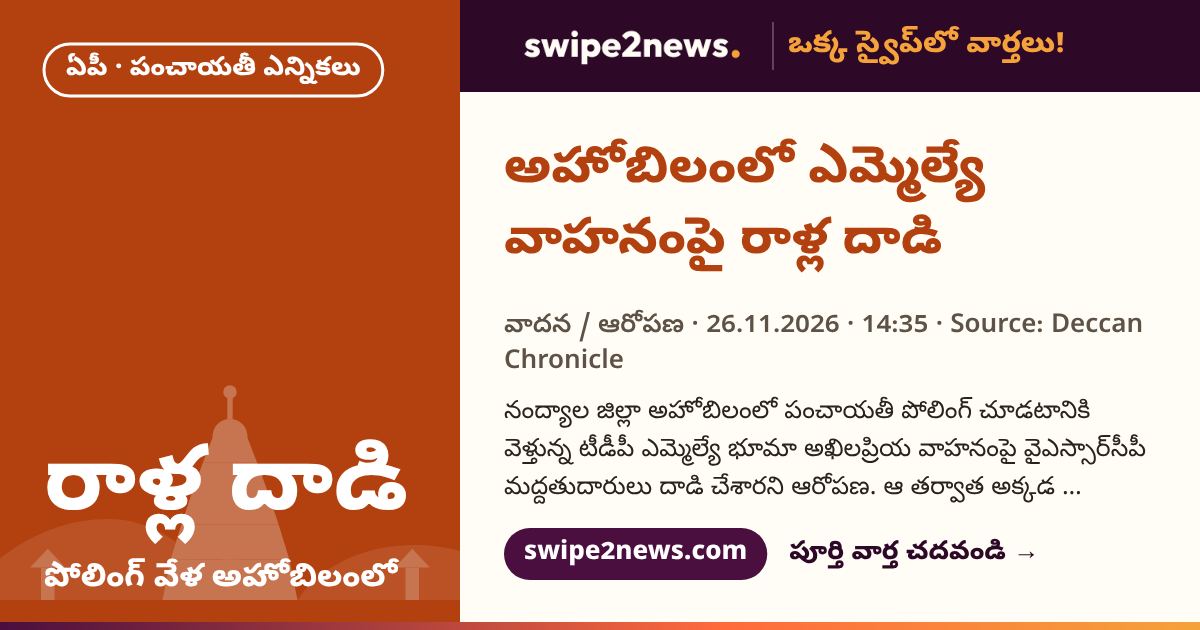 ఏపీ · పంచాయతీ ఎన్నికలు
రాళ్ల దాడి
పోలింగ్ వేళ అహోబిలంలో
swipe2news.
ఒక్క స్వైప్‌లో వార్తలు!
అహోబిలంలో ఎమ్మెల్యే
వాహనంపై రాళ్ల దాడి
వాదన / ఆరోపణ · 26.11.2026 · 14:35 · Source: Deccan
Chronicle
నంద్యాల జిల్లా అహోబిలంలో పంచాయతీ పోలింగ్ చూడటానికి
వెళ్తున్న టీడీపీ ఎమ్మెల్యే భూమా అఖిలప్రియ వాహనంపై వైఎస్సార్‌సీపీ
మద్దతుదారులు దాడి చేశారని ఆరోపణ. ఆ తర్వాత అక్కడ ...
swipe2news.com
పూర్తి వార్త చదవండి →